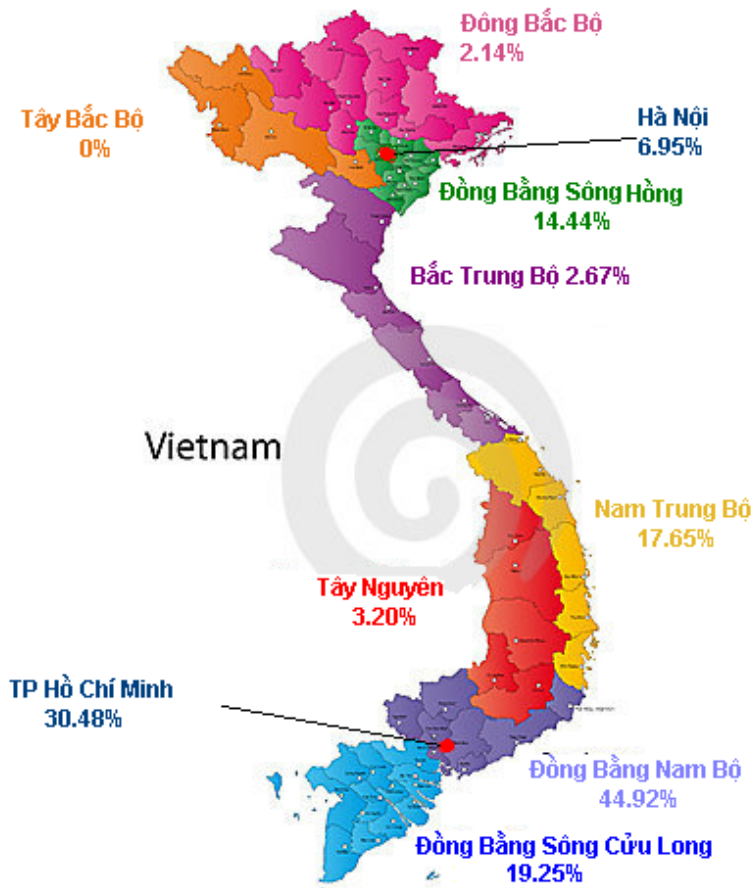 Đông Bắc Bộ
2.14%
Tây Bắc Bộ
0%
Hà Nội
6.95%
Đồng Bằng Sông Hồng
14.44%
Bắc Trung Bộ 2.67%
Vietnam
Nam Trung Bộ
17.65%
Tây Nguyên
3.20%
TP Hồ Chí Minh
30.48%
Đồng Bằng Nam Bộ
44.92%
Đồng Bằng Sông Cửu Long
19.25%